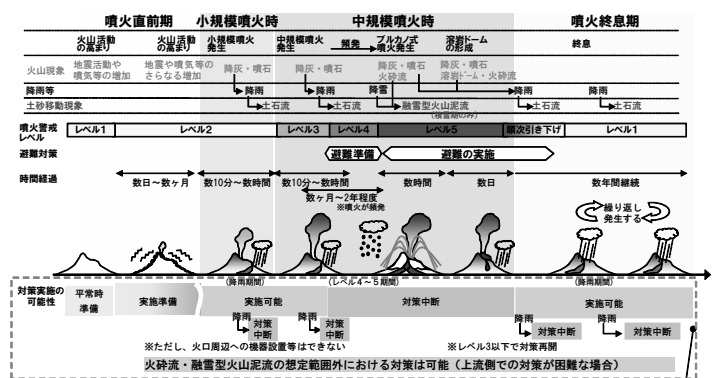 噴火直前期 小規模噴火時 中規模噴火時 噴火終息期
火山活動の高まり 火山活動の高まり 小規模噴火発生 中規模噴火発生 頻発 ブルカノ式噴火発生 溶岩ドームの形成 終息
火山現象 地震活動や噴気等の増加 地震や噴気等のさらなる増加 降灰・噴石 降灰・噴石 降灰・噴石火砕流 降灰・噴石溶岩ドーム・火砕流
降雨等 降雨 降雨 降雪 降雨 降雨
土砂移動現象 土石流 土石流 融雪型火山泥流 土石流 土石流
(積雪期のみ)
噴火警戒レベル レベル1 レベル2 レベル3 レベル4 レベル5 順次引き下げ レベル1
避難対策 避難準備 避難の実施
時間経過 数日~数ヶ月 数10分~数時間 数10分~数時間 数時間 数日 数年間継続
数ヶ月~2年程度
※噴火が頻発
繰り返し
発生する
(降雨期間) (レベル4~5期間) (降雨期間)
対策実施の可能性 平常時準備 実施準備 実施可能 対策中断 実施可能
降雨 対策中断 降雨 対策中断 降雨 対策中断 降雨 対策中断
※ただし、火口周辺への機器設置等はできない ※レベル3以下で対策再開
火砕流・融雪型火山泥流の想定範囲外における対策は可能(上流側での対策が困難な場合)